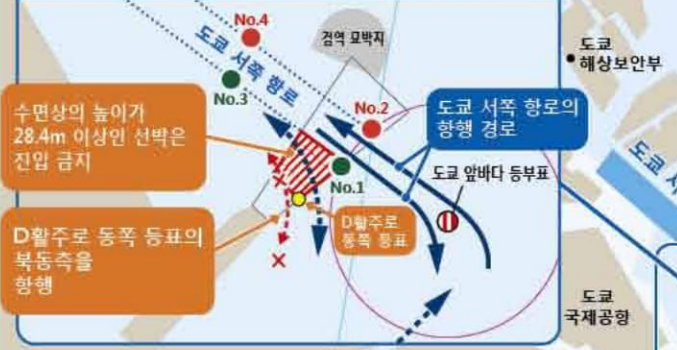 No.4
검역 묘박지
도쿄
해상보안부
도쿄 서쪽 항로
No.3
수면상의 높이가
28.4m 이상인 선박은
진입 금지
No.2
도쿄 서쪽 항로의
항행 경로
도쿄 서
도쿄 앞바다 등부표
No.1
D활주로 동쪽 등표의
북동측을
항행
D활주로
동쪽 등표
도쿄
국제공항